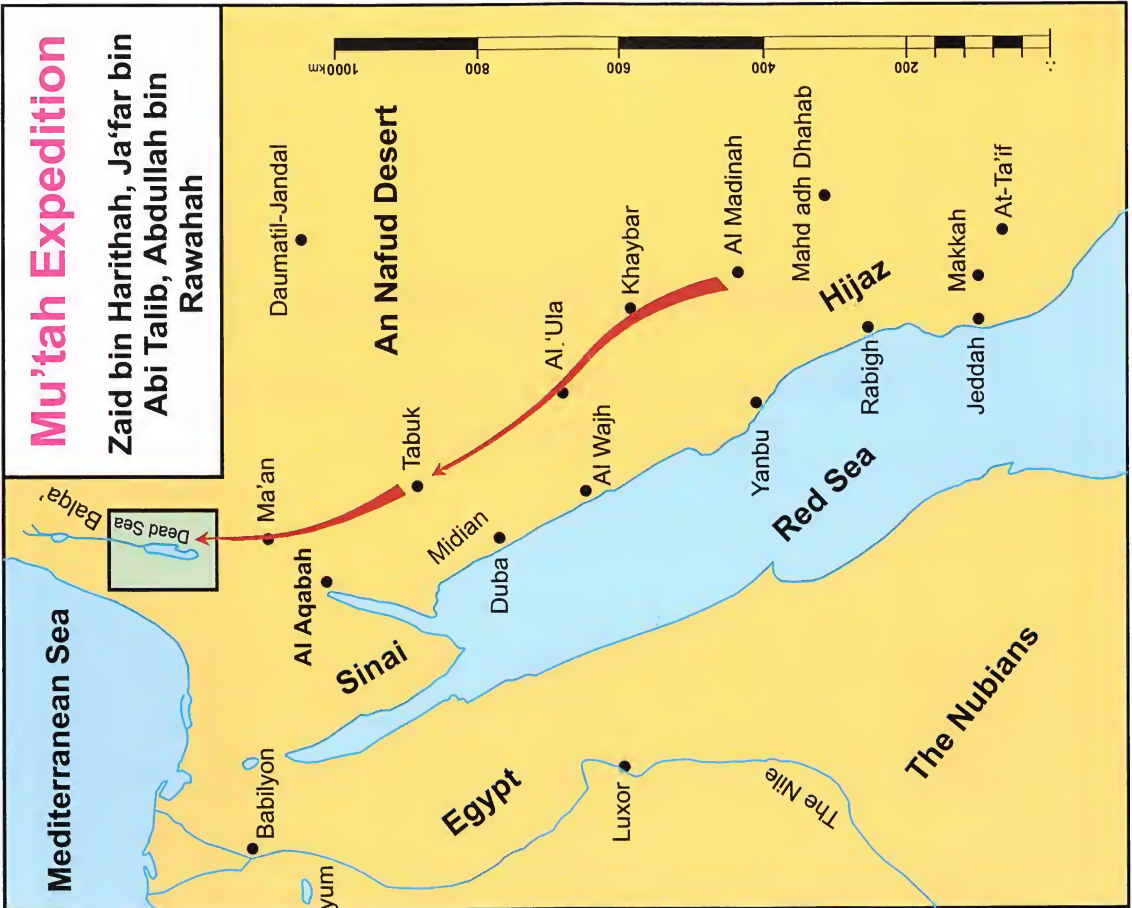 Mu'tah Expedition
Zaid bin Harithah, Ja'far bin
Abi Talib, Abdullah bin
Rawahah
1000km
800
600
400
200
Mediterranean Sea
Balqa'
Dead Sea
Ma'an
Al Aqabah
Sinai
Babilyon
yum
Egypt
Luxor
The Nile
The Nubians
Daumatil-Jandal
An Nafud Desert
Tabuk
Midian
Duba
Al.'Ula
Al Wajh
Khaybar
Al Madinah
Yanbu
Red Sea
Mahd adh Dhahab
Hijaz
Rabigh
Makkah
Jeddah
At-Ta'if